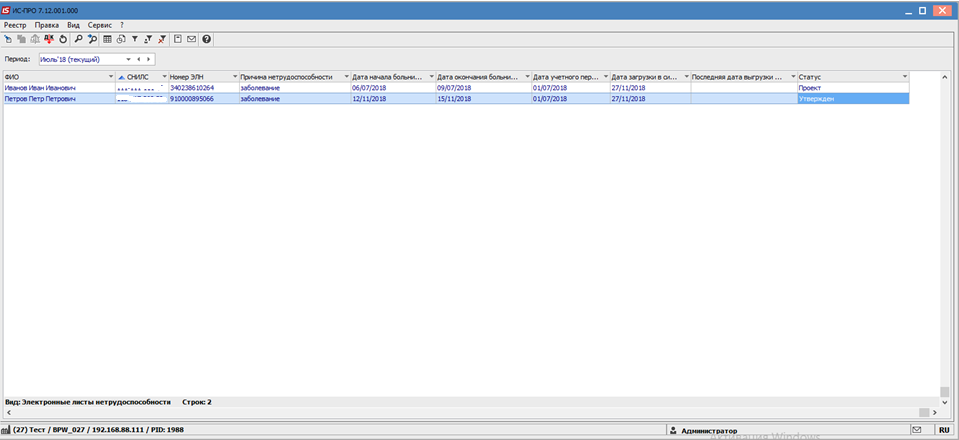 ИС-ПРО 7.12.001.000
Реестр Правка Вид Сервис ?
Период: Июль'18 (текущий)
ФИО СНИЛС Номер ЭЛН Причина нетрудоспособности Дата начала больни... Дата окончания больни... Дата учетного пер... Дата загрузки в си... Последняя дата выгрузки ... Статус
Иванов Иван Иванович 340238610264 заболевание 06/07/2018 09/07/2018 01/07/2018 27/11/2018 Проект
Петров Петр Петрович 910000895066 заболевание 12/11/2018 15/11/2018 01/07/2018 27/11/2018 Утвержден
Вид: Электронные листы нетрудоспособности Строк: 2
(27) Тест / BPW_027 / 192.168.88.111 / PID: 1988 Администратор RU
Активация Windows